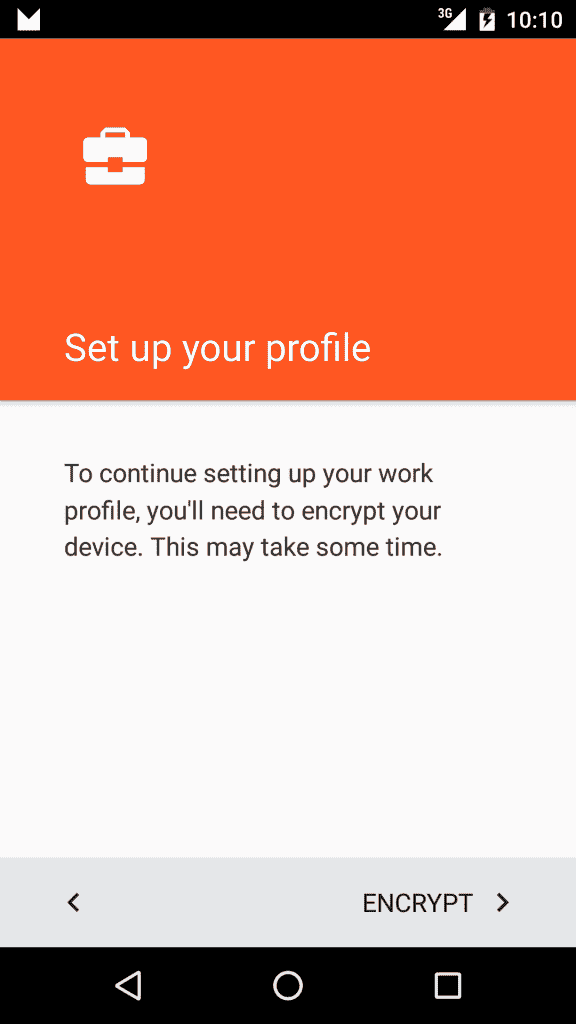 3G 10:10
Set up your profile
To continue setting up your work
profile, you'll need to encrypt your
device. This may take some time.
ENCRYPT